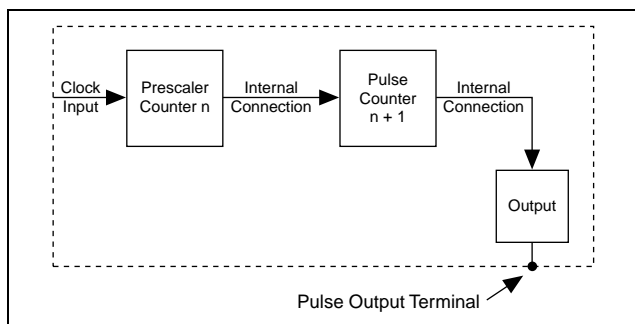 Clock
Input
Prescaler
Counter n
Internal
Connection
Pulse
Counter
n + 1
Internal
Connection
Output
Pulse Output Terminal